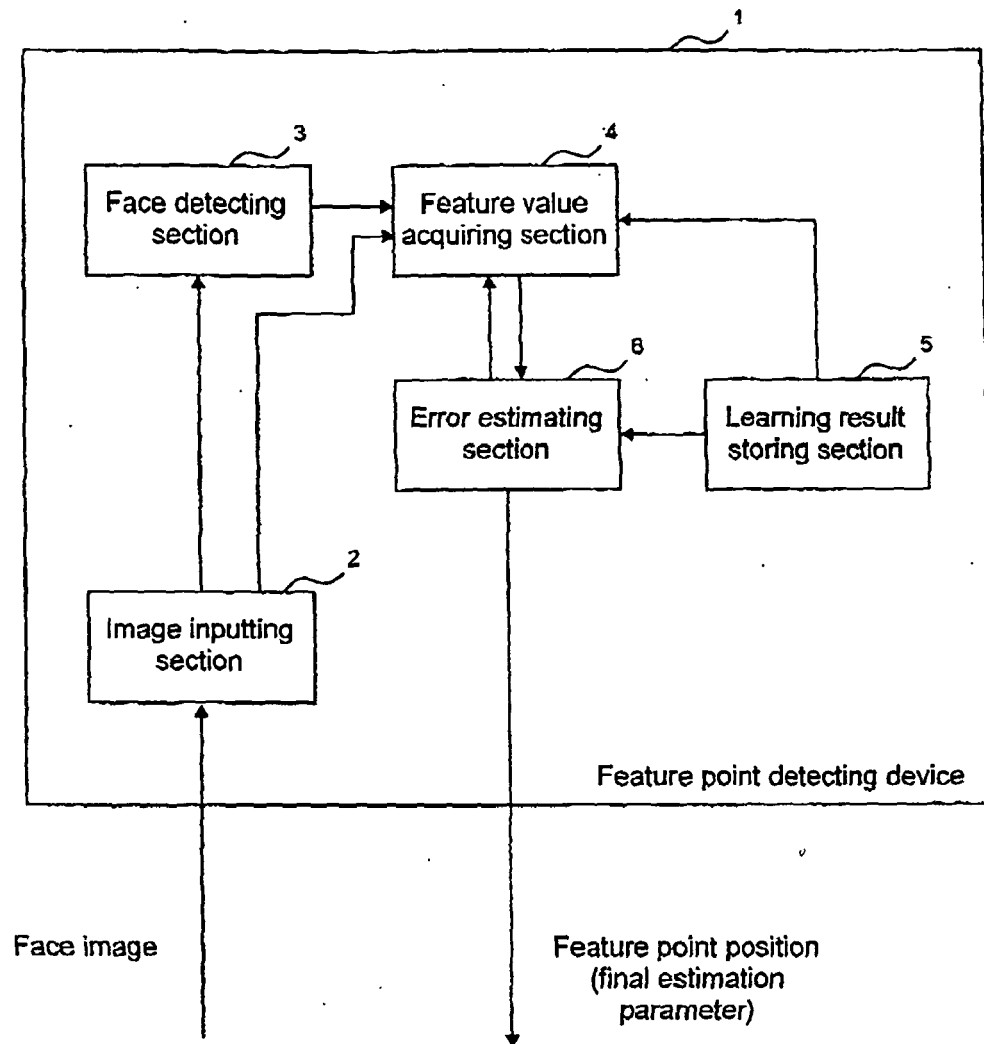 1
3
Face detecting
section
4
Feature value
acquiring section
6
Error estimating
section
5
Learning result
storing section
2
Image inputting
section
Feature point detecting device
Face image
Feature point position
(final estimation
parameter)